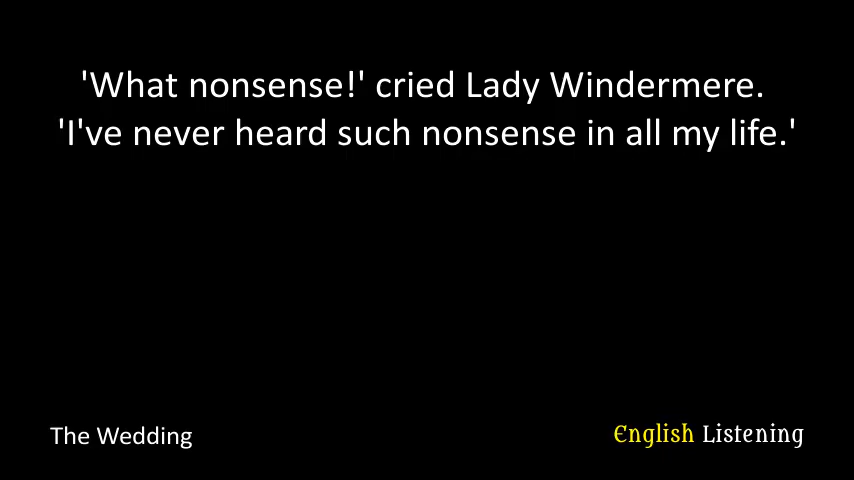 'What nonsense!' cried Lady Windermere.
'I've never heard such nonsense in all my life.'
The Wedding
English Listening